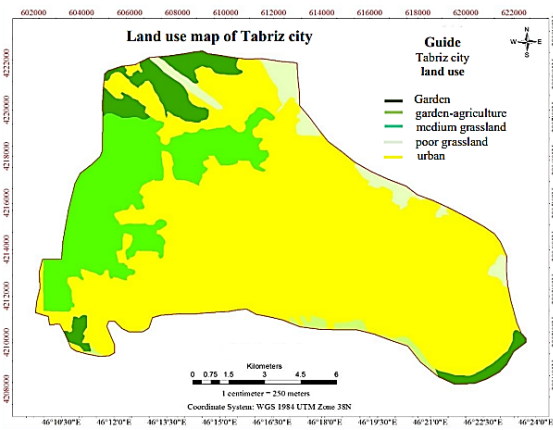 602000 604000 606000 608000 610000 612000 614000 616000 618000 620000 622000
Land use map of Tabriz city
N
W E
S
Guide
Tabriz city
land use
Garden
garden-agriculture
medium grassland
poor grassland
urban
4222000
4220000
4218000
4216000
4214000
4212000
4210000
4208000
Kilometers
0 0.75 1.5 3 4.5 6
1 centimeter = 250 meters
Coordinate System: WGS 1984 UTM Zone 38N
46°10'30"E 46°12'0"E 46°13'30"E 46°15'0"E 46°16'30"E 46°18'0"E 46°19'30"E 46°21'0"E 46°22'30"E 46°24'0"E